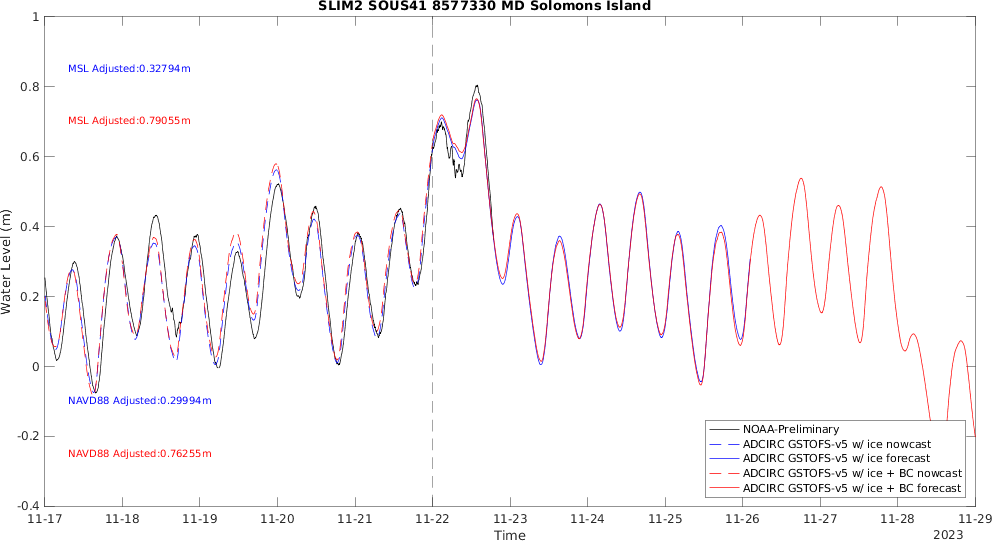 SLIM2 SOUS41 8577330 MD Solomons Island
1
0.8
0.6
0.4
0.2
0
-0.2
-0.4
Water Level (m)
MSL Adjusted:0.32794m
MSL Adjusted:0.79055m
NAVD88 Adjusted:0.29994m
NAVD88 Adjusted:0.76255m
NOAA-Preliminary
ADCIRC GSTOFS-v5 w/ ice nowcast
ADCIRC GSTOFS-v5 w/ ice forecast
ADCIRC GSTOFS-v5 w/ ice + BC nowcast
ADCIRC GSTOFS-v5 w/ ice + BC forecast
11-17 11-18 11-19 11-20 11-21 11-22 11-23 11-24 11-25 11-26 11-27 11-28 11-29
Time
2023